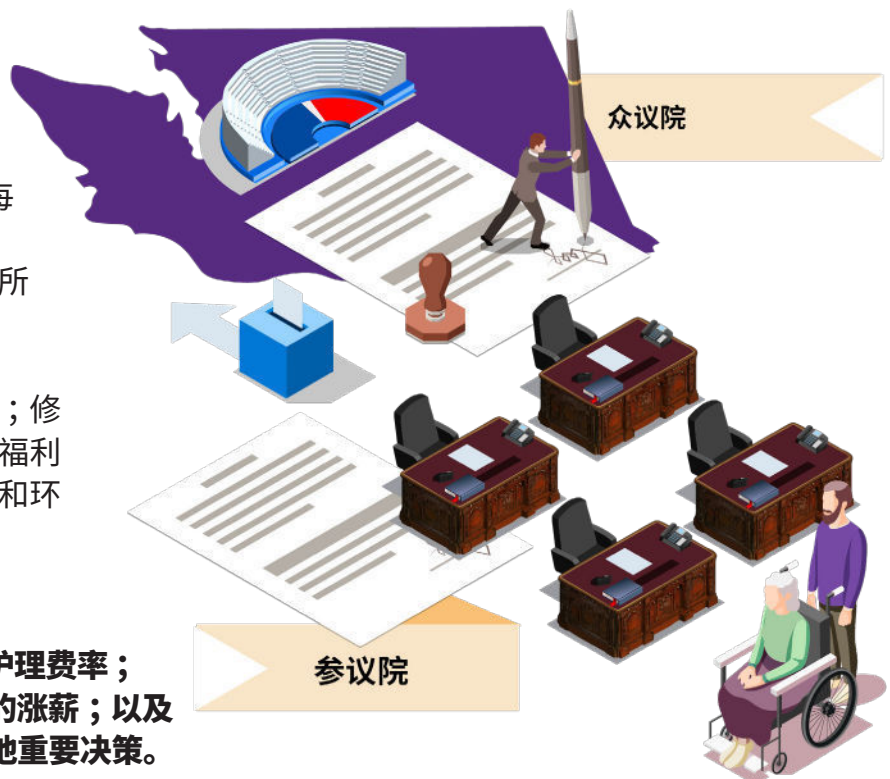 众议院
每
所
；修
福利
和环
参议院
护理费率；
的涨薪；以及
他重要决策。